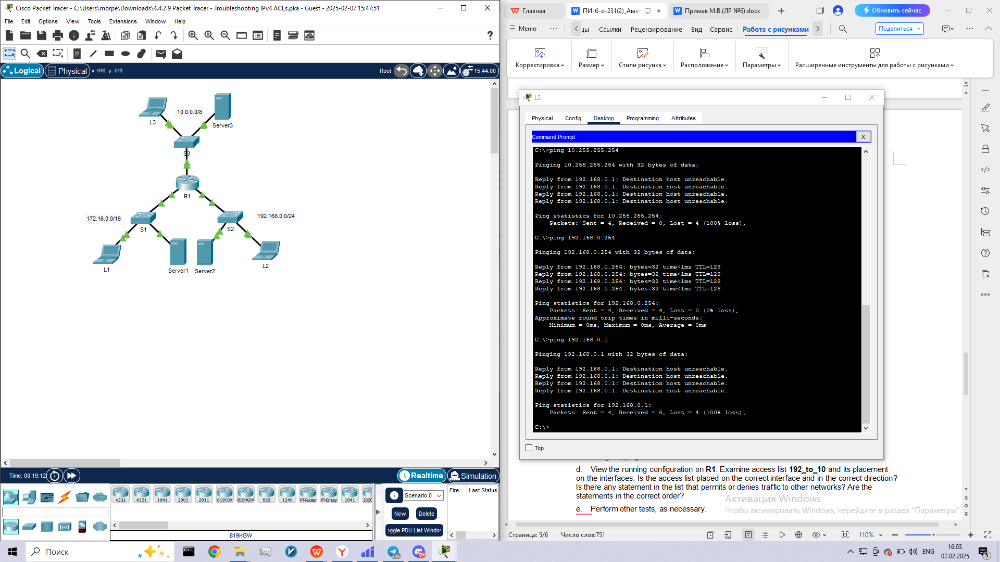 Cisco Packet Tracer - C:\Users\morpe\Downloads\4.4.2.9 Packet Tracer - Troubleshooting IPv4 ACLs.pka - Guest - 2025-02-07 15:47:51
File Edit Options View Tools Extensions Window Help
Logical Physical x: 646, y: 543 Root 15:44:00
L3
10.0.0.0/8
Server3
S3
R1
172.16.0.0/16
S1
S2
192.168.0.0/24
L1
Server1
Server2
L2
Time: 00:19:12 Realtime Simulation
4331 4321 1941 2901 2911 819IOX 819HGW 829 1240 PT-Router PT-Empty 1841 2620
819HGW
Scenario 0
New Delete
oggle PDU List Windo
Fire Last Status
Главная ПИ-б-о-231(2)_Амет Примак М.В.(ЛР №6).docx Обновить сейчас
Меню цы Ссылки Рецензирование Вид Сервис Работа с рисунками Поделиться
Корректировка Размер Стили рисунка Расположение Параметры Расширенные инструменты для работы с рисунками
L2
Physical Config Desktop Programming Attributes
Command Prompt X
C:\>ping 10.255.255.254
Pinging 10.255.255.254 with 32 bytes of data:
Reply from 192.168.0.1: Destination host unreachable.
Reply from 192.168.0.1: Destination host unreachable.
Reply from 192.168.0.1: Destination host unreachable.
Reply from 192.168.0.1: Destination host unreachable.
Ping statistics for 10.255.255.254:
Packets: Sent = 4, Received = 0, Lost = 4 (100% loss),
C:\>ping 192.168.0.254
Pinging 192.168.0.254 with 32 bytes of data:
Reply from 192.168.0.254: bytes=32 time<1ms TTL=128
Reply from 192.168.0.254: bytes=32 time<1ms TTL=128
Reply from 192.168.0.254: bytes=32 time<1ms TTL=128
Reply from 192.168.0.254: bytes=32 time<1ms TTL=128
Ping statistics for 192.168.0.254:
Packets: Sent = 4, Received = 4, Lost = 0 (0% loss),
Approximate round trip times in milli-seconds:
Minimum = 0ms, Maximum = 0ms, Average = 0ms
C:\>ping 192.168.0.1
Pinging 192.168.0.1 with 32 bytes of data:
Reply from 192.168.0.1: Destination host unreachable.
Reply from 192.168.0.1: Destination host unreachable.
Reply from 192.168.0.1: Destination host unreachable.
Reply from 192.168.0.1: Destination host unreachable.
Ping statistics for 192.168.0.1:
Packets: Sent = 4, Received = 0, Lost = 4 (100% loss),
C:\>
Top
d. View the running configuration on R1. Examine access list 192_to_10 and its placement
on the interfaces. Is the access list placed on the correct interface and in the correct direction?
Is there any statement in the list that permits or denies traffic to other networks? Are the
statements in the correct order?
e. Perform other tests, as necessary.
Активация Windows
Чтобы активировать Windows, перейдите в раздел "Параметры".
Страница: 5/6 Число слов:751 110%
Поиск 346 9+ ENG 16:03
07.02.2025 5